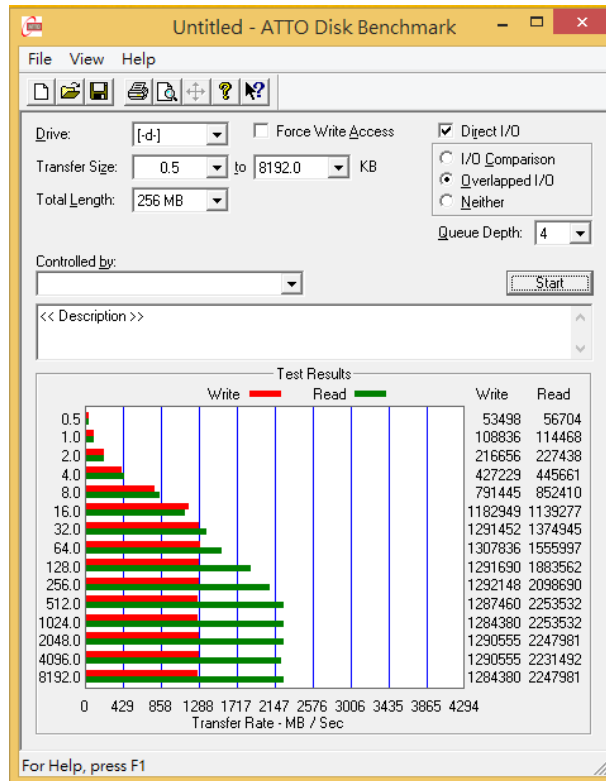 Untitled - ATTO Disk Benchmark
File View Help
Drive: [-d-] Force Write Access Direct I/O
I/O Comparison
Transfer Size: 0.5 to 8192.0 KB
Overlapped I/O
Total Length: 256 MB
Neither
Queue Depth: 4
Controlled by:
Start
<< Description >>
Test Results
Write Read Write Read
0.5 53498 56704
1.0 108836 114468
2.0 216656 227438
4.0 427229 445661
8.0 791445 852410
16.0 1182949 1139277
32.0 1291452 1374945
64.0 1307836 1555997
128.0 1291690 1883562
256.0 1292148 2098690
512.0 1287460 2253532
1024.0 1284380 2253532
2048.0 1290555 2247981
4096.0 1290555 2231492
8192.0 1284380 2247981
0 429 858 1288 1717 2147 2576 3006 3435 3865 4294
Transfer Rate - MB / Sec
For Help, press F1